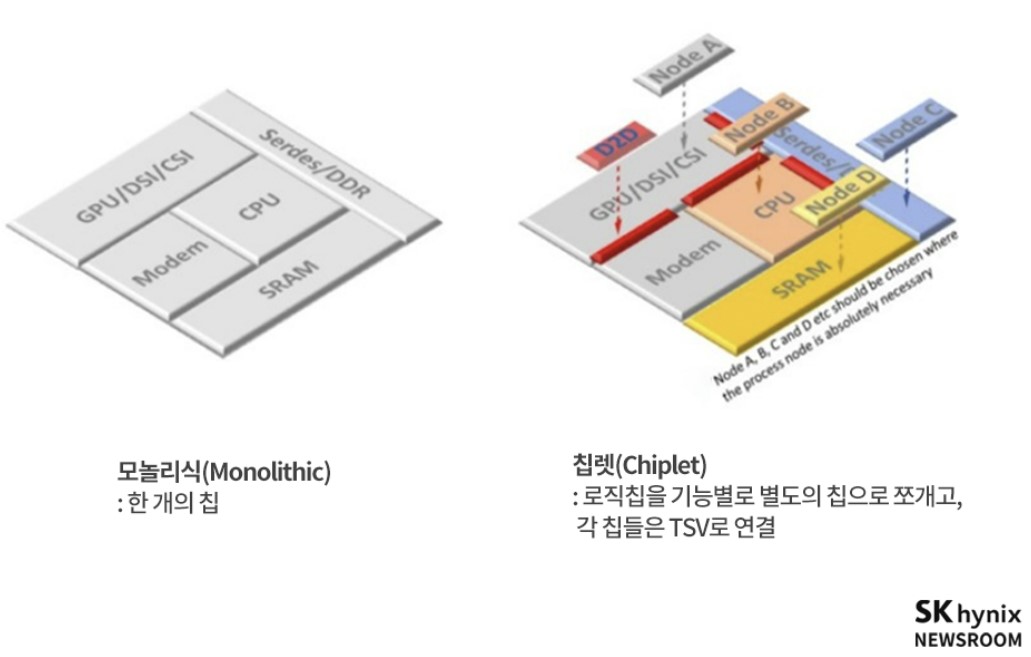 GPU/DSI/CSI
Serdes/DDR
CPU
Modem
SRAM
Node A
Node B
Node C
D2D
GPU/DSI/CSI
Serdes/
Node D
CPU
Modem
SRAM
Node A, B, C and D etc should be chosen where
the process node is absolutely necessary
모놀리식(Monolithic)
: 한 개의 칩
칩렛(Chiplet)
: 로직칩을 기능별로 별도의 칩으로 쪼개고,
각 칩들은 TSV로 연결
SK hynix
NEWSROOM